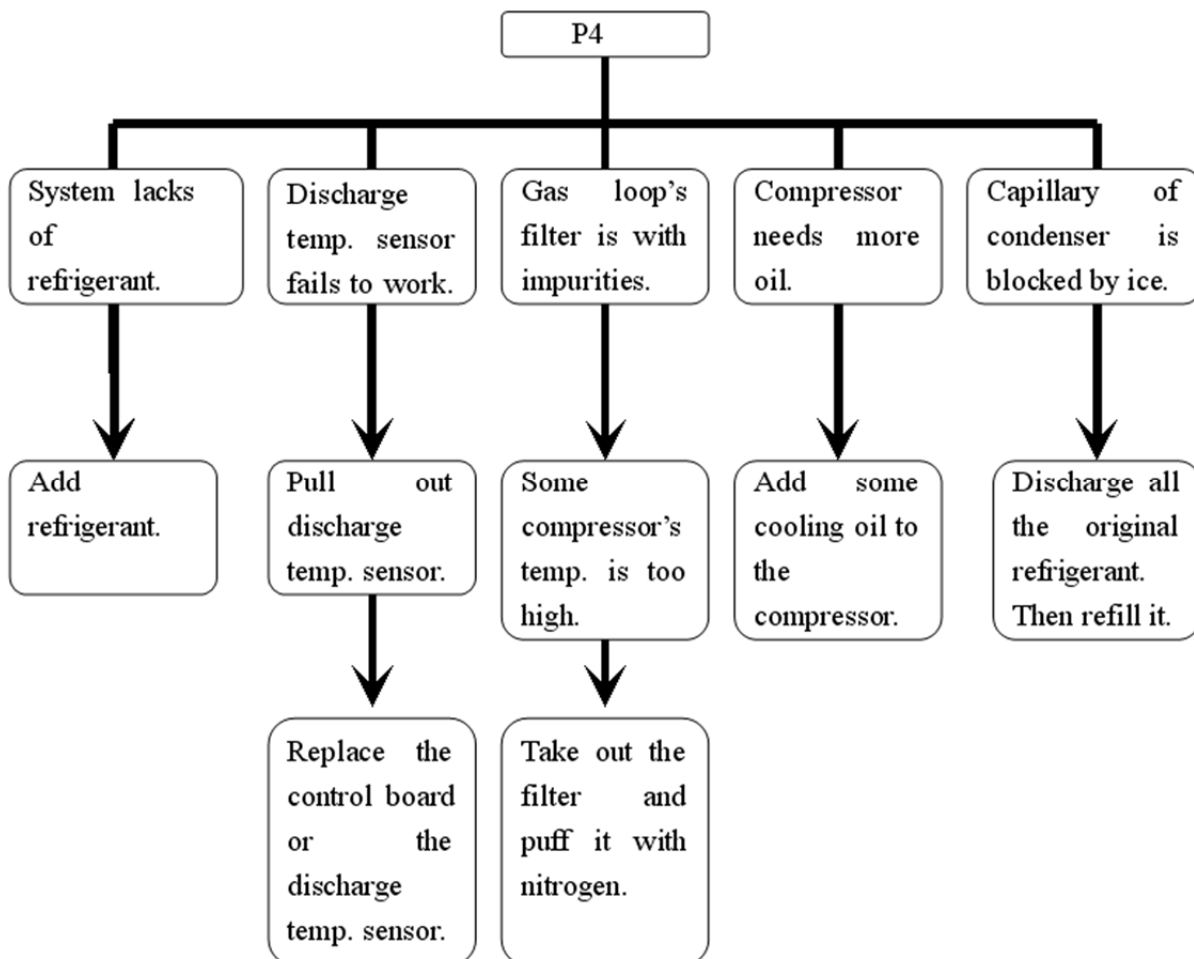 P4
System lacks
of
refrigerant.
Discharge
temp. sensor
fails to work.
Gas loop’s
filter is with
impurities.
Compressor
needs more
oil.
Capillary of
condenser is
blocked by ice.
Add
refrigerant.
Pull out
discharge
temp. sensor.
Some
compressor’s
temp. is too
high.
Add some
cooling oil to
the
compressor.
Discharge all
the original
refrigerant.
Then refill it.
Replace the
control board
or the
discharge
temp. sensor.
Take out the
filter and
puff it with
nitrogen.